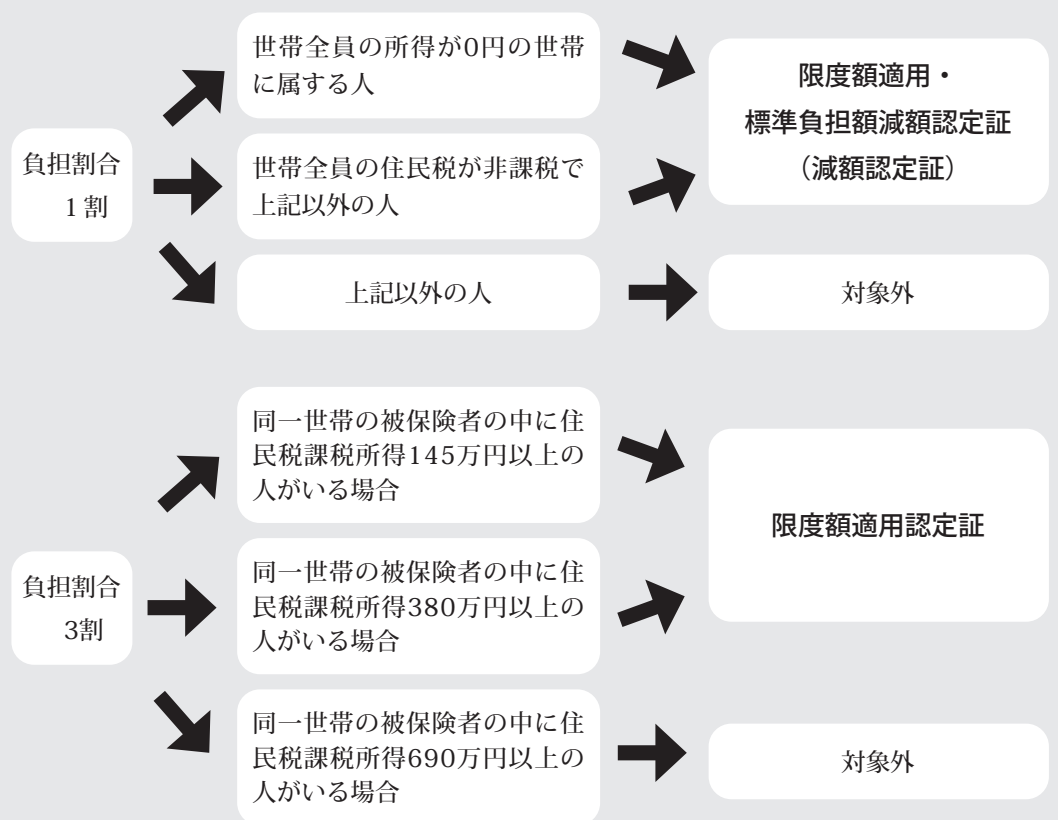 負担割合
1割
世帯全員の所得が0円の世帯
に属する人
世帯全員の住民税が非課税で
上記以外の人
上記以外の人
限度額適用・
標準負担額減額認定証
（減額認定証）
対象外
負担割合
3割
同一世帯の被保険者の中に住
民税課税所得145万円以上の
人がいる場合
同一世帯の被保険者の中に住
民税課税所得380万円以上の
人がいる場合
同一世帯の被保険者の中に住
民税課税所得690万円以上の
人がいる場合
限度額適用認定証
対象外